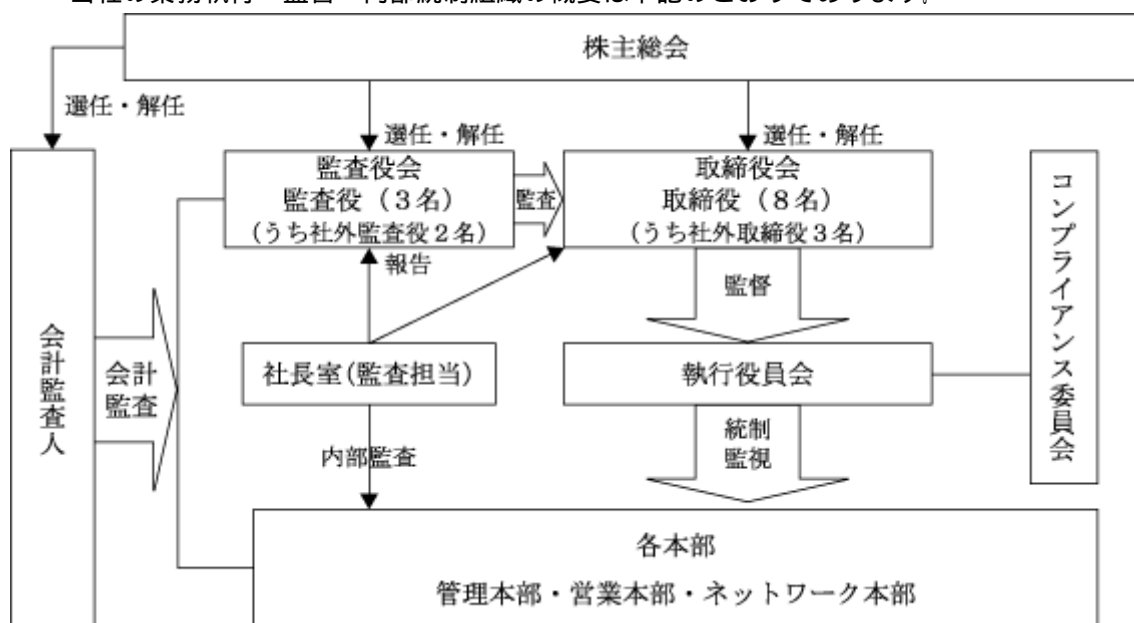 当社の業務執行・監督・内部統制組織の概要は下記のとおりであります。
株主総会
選任・解任
選任・解任
選任・解任
監査役会
監査役（３名）
(うち社外監査役２名)
監査
取締役会
取締役（８名）
(うち社外取締役３名)
コンプライアンス委員会
報告
監督
会計監査人
会計
監査
社長室(監査担当)
執行役員会
内部監査
統制
監視
各本部
管理本部・営業本部・ネットワーク本部